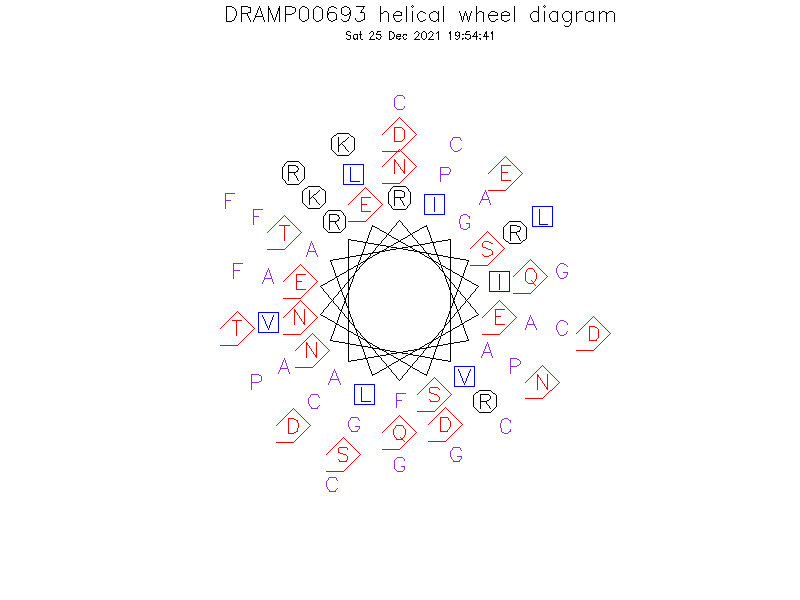 DRAMP00693 helical wheel diagram
Sat 25 Dec 2021 19:54:41
C
D
K C
N
R L P E
K E R I A
F L
F R G R
T A S
F A E I Q G
T V N E A C D
N A
P A A V P N
C L F S R
D G Q D C
S G G
C